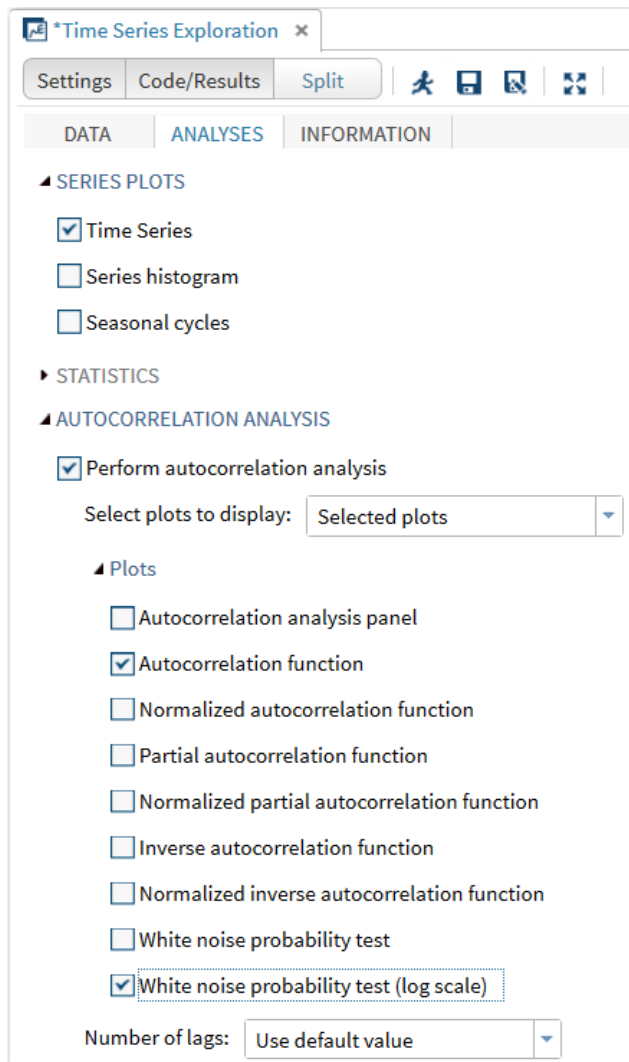 *Time Series Exploration ×
Settings Code/Results Split
DATA ANALYSES INFORMATION
SERIES PLOTS
Time Series
Series histogram
Seasonal cycles
STATISTICS
AUTOCORRELATION ANALYSIS
Perform autocorrelation analysis
Select plots to display: Selected plots
Plots
Autocorrelation analysis panel
Autocorrelation function
Normalized autocorrelation function
Partial autocorrelation function
Normalized partial autocorrelation function
Inverse autocorrelation function
Normalized inverse autocorrelation function
White noise probability test
White noise probability test (log scale)
Number of lags: Use default value